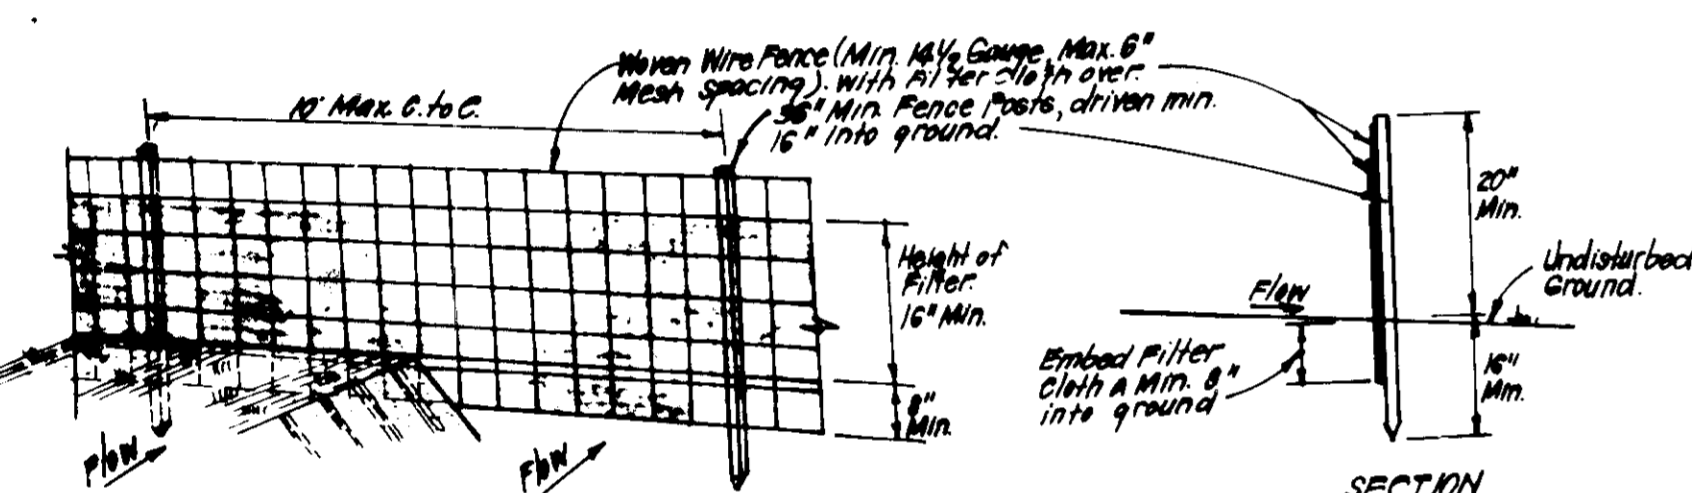 Woven Wire Fence (Min. 14½ Gauge, Max. 6"
Mesh spacing). with Filter cloth over.
36" Min. Fence Posts, driven min.
16" into ground.
10' Max. C. to C.
Height of
Filter.
16" Min.
8"
Min.
Flow
Flow
20"
Min.
Undisturbed
Ground.
Flow
Embed Filter
Cloth A Min. 8"
into ground
16"
Min.
SECTION